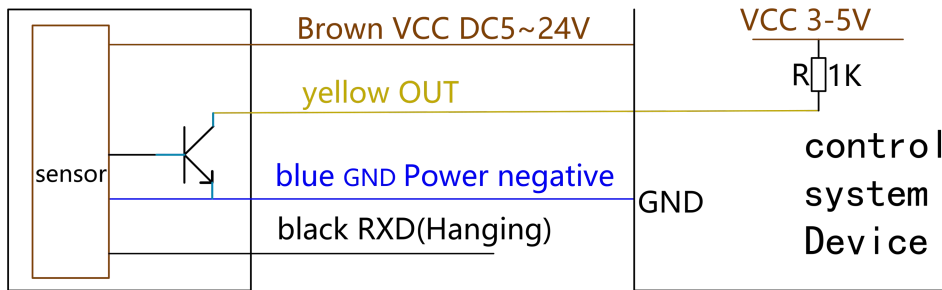 Brown VCC DC5~24V
VCC 3-5V
R 1K
yellow OUT
control
sensor
blue GND Power negative
system
GND
black RXD(Hanging)
Device